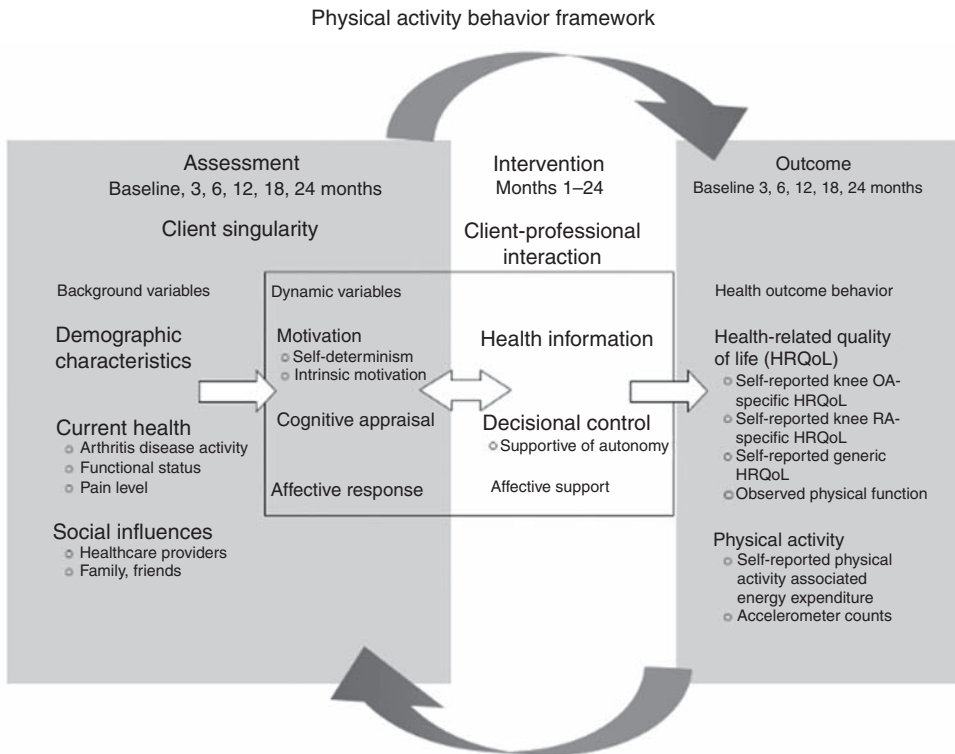 Physical activity behavior framework
Assessment
Baseline, 3, 6, 12, 18, 24 months
Client singularity
Background variables
Demographic
characteristics
Current health
Arthritis disease activity
Functional status
Pain level
Social influences
Healthcare providers
Family, friends
Dynamic variables
Motivation
Self-determinism
Intrinsic motivation
Cognitive appraisal
Affective response
Intervention
Months 1–24
Client-professional
interaction
Health information
Decisional control
Supportive of autonomy
Affective support
Outcome
Baseline 3, 6, 12, 18, 24 months
Health outcome behavior
Health-related quality
of life (HRQoL)
Self-reported knee OA-
specific HRQoL
Self-reported knee RA-
specific HRQoL
Self-reported generic
HRQoL
Observed physical function
Physical activity
Self-reported physical
activity associated
energy expenditure
Accelerometer counts